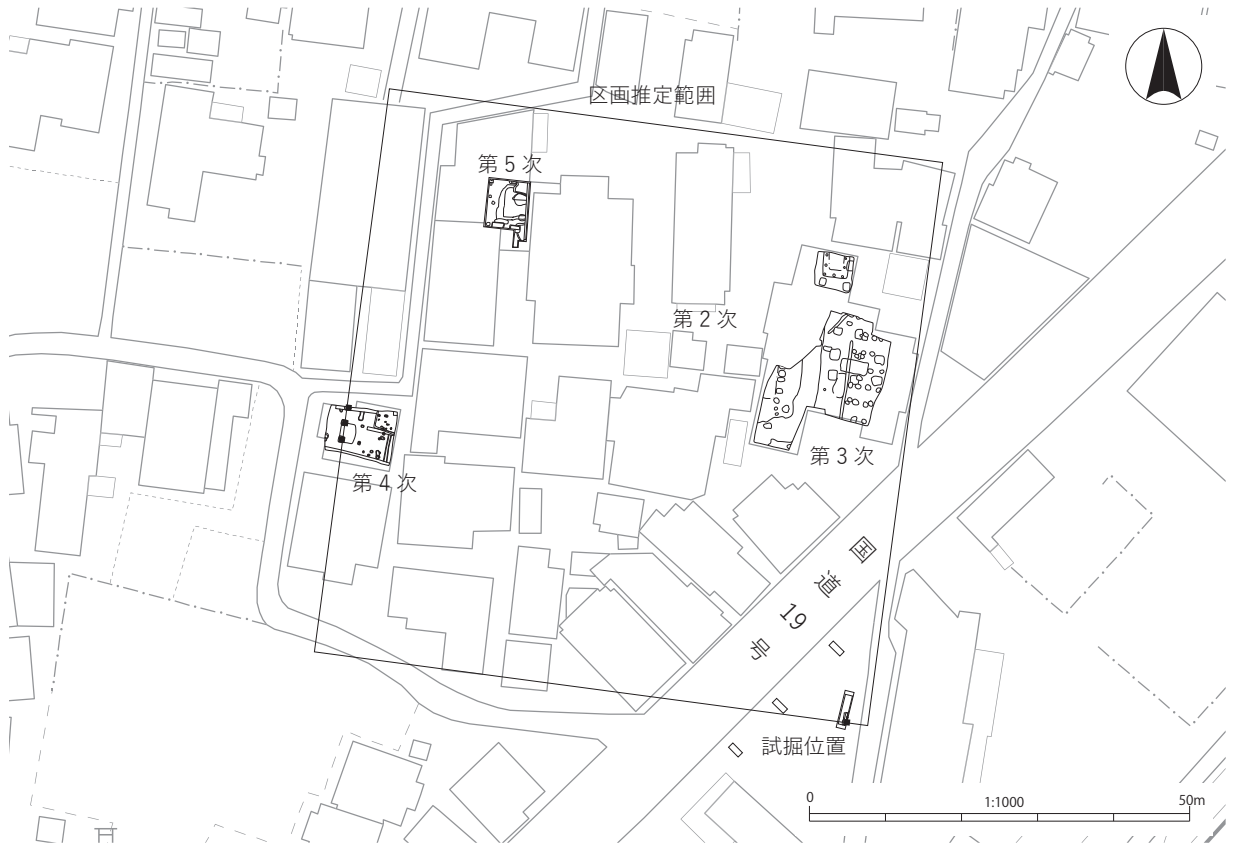 区画推定範囲
第 5 次
第 2 次
第 3 次
第 4 次
国道 19 号
試掘位置
0
1:1000
50m